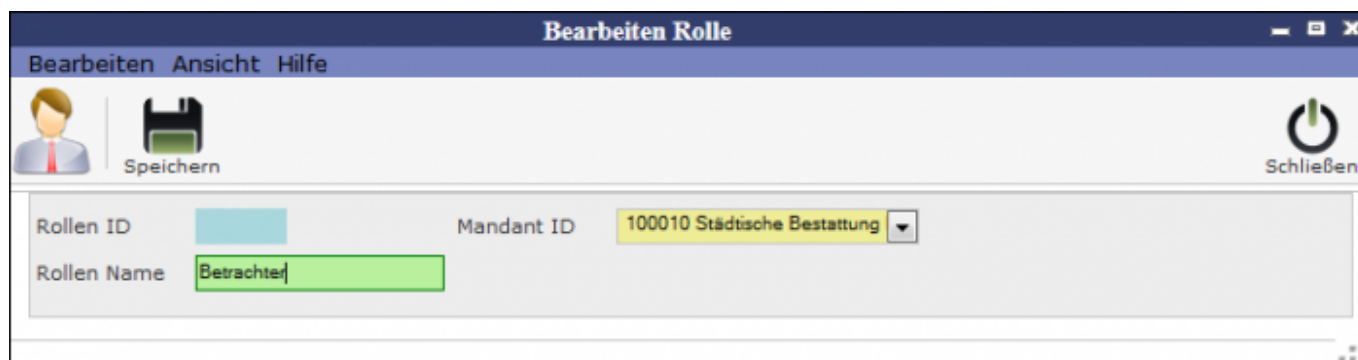 Bearbeiten Rolle
Bearbeiten Ansicht Hilfe
Speichern
Schließen
Rollen ID
Mandant ID 100010 Städtische Bestattung
Rollen Name Betrachter